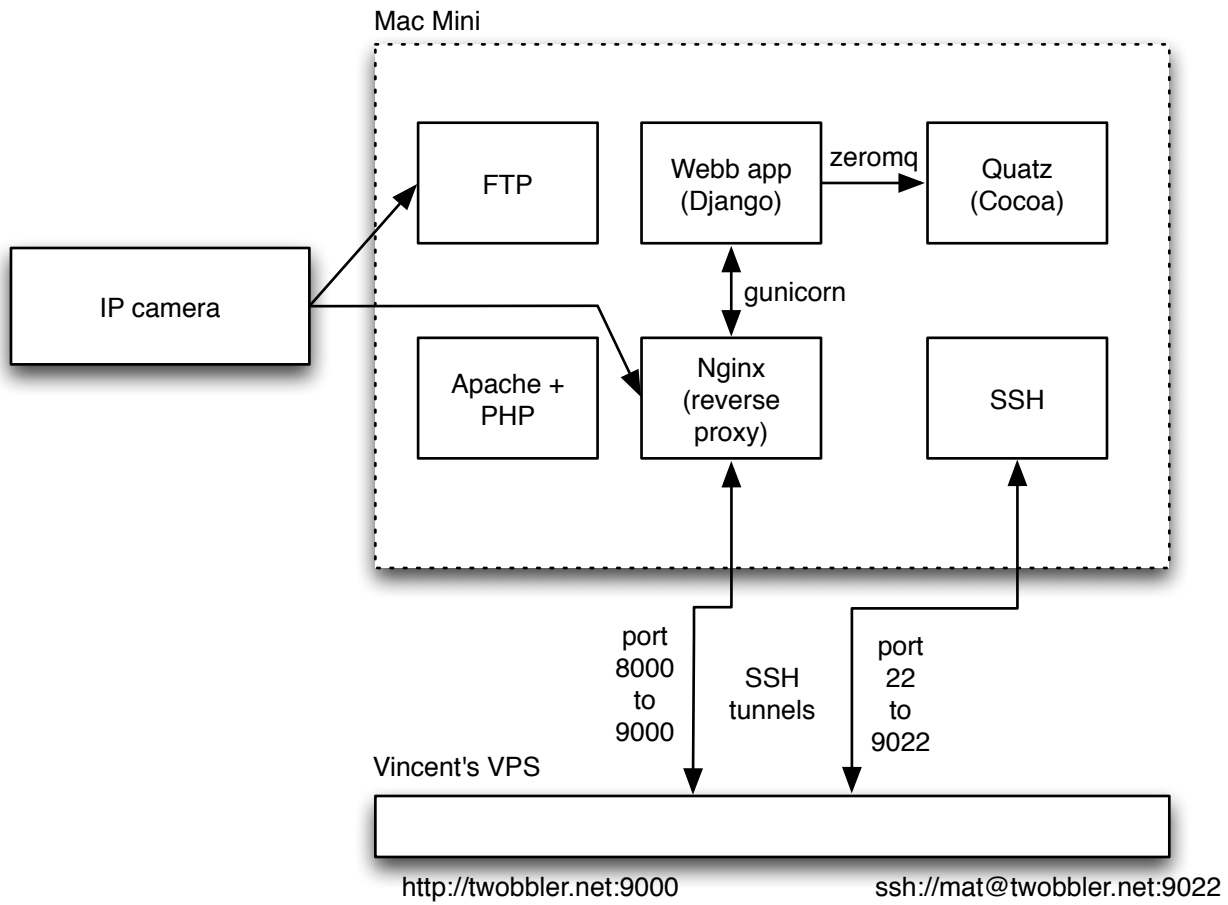 Mac Mini
FTP
Webb app
(Django)
zeromq
Quatz
(Cocoa)
IP camera
gunicorn
Apache +
PHP
Nginx
(reverse
proxy)
SSH
port
8000
to
9000
SSH
tunnels
port
22
to
9022
Vincent's VPS
http://twobbler.net:9000
ssh://mat@twobbler.net:9022